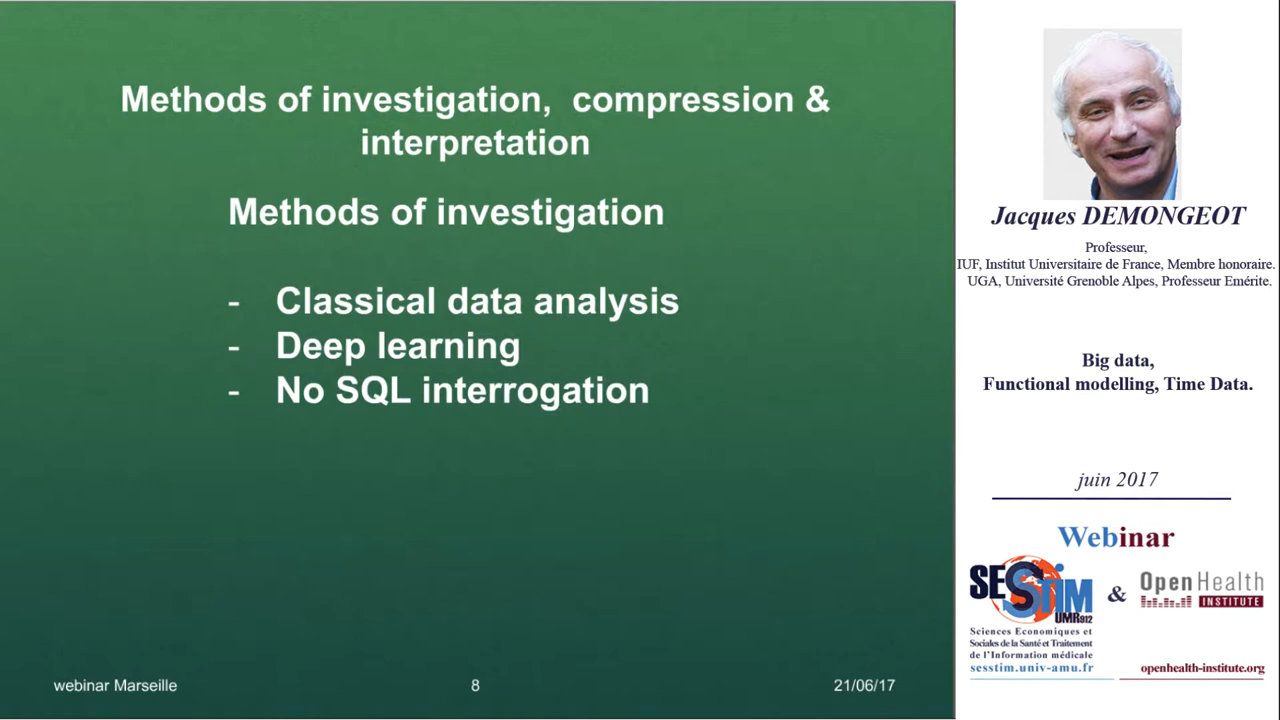 Methods of investigation, compression &
interpretation
Methods of investigation
- Classical data analysis
- Deep learning
- No SQL interrogation
webinar Marseille
8
21/06/17
Jacques DEMONGEOT
Professeur,
IUF, Institut Universitaire de France, Membre honoraire.
UGA, Université Grenoble Alpes, Professeur Emérite.
Big data,
Functional modelling, Time Data.
juin 2017
Webinar
SESSTIM
UMR912
Sciences Economiques et
Sociales de la Santé et Traitement
de l'Information médicale
sesstim.univ-amu.fr
&
OpenHealth
INSTITUTE
openhealth-institute.org